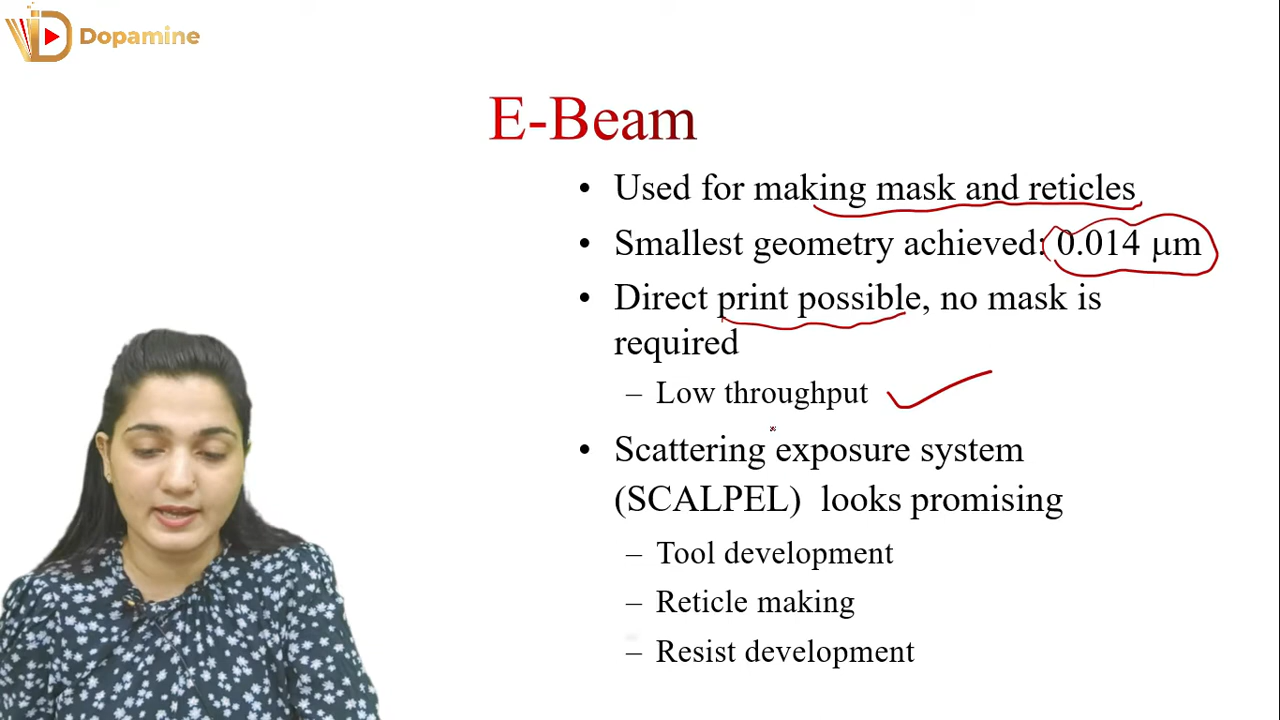 Dopamine
E-Beam
• Used for making mask and reticles
• Smallest geometry achieved: 0.014 μm
• Direct print possible, no mask is
required
– Low throughput
• Scattering exposure system
(SCALPEL) looks promising
– Tool development
– Reticle making
– Resist development